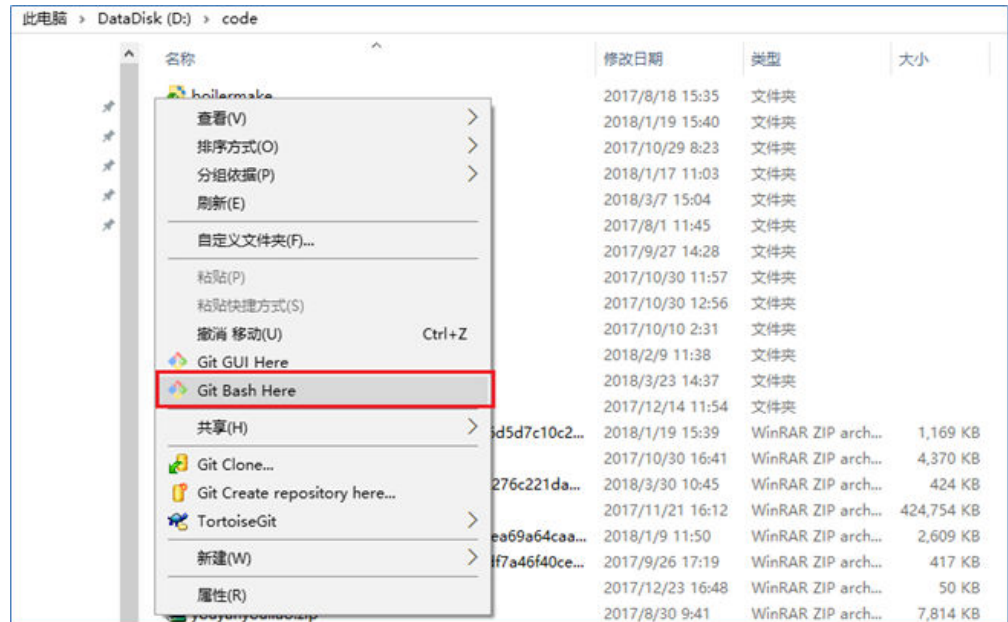 此电脑 > DataDisk (D:) > code
名称 修改日期 类型 大小
boilermake 2017/8/18 15:35 文件夹
查看(V) 2018/1/19 15:40 文件夹
排序方式(O) 2017/10/29 8:23 文件夹
分组依据(P) 2018/1/17 11:03 文件夹
刷新(E) 2018/3/7 15:04 文件夹
2017/8/1 11:45 文件夹
自定义文件夹(F)... 2017/9/27 14:28 文件夹
粘贴(P) 2017/10/30 11:57 文件夹
粘贴快捷方式(S) 2017/10/30 12:56 文件夹
撤消 移动(U) Ctrl+Z 2017/10/10 2:31 文件夹
Git GUI Here 2018/2/9 11:38 文件夹
Git Bash Here 2018/3/23 14:37 文件夹
2017/12/14 11:54 文件夹
共享(H) 5d5d7c10c2... 2018/1/19 15:39 WinRAR ZIP arch... 1,169 KB
Git Clone... 2017/10/30 16:41 WinRAR ZIP arch... 4,370 KB
Git Create repository here... 276c221da... 2018/3/30 10:45 WinRAR ZIP arch... 424 KB
TortoiseGit 2017/11/21 16:12 WinRAR ZIP arch... 424,754 KB
ea69a64caa... 2018/1/9 11:50 WinRAR ZIP arch... 2,609 KB
新建(W) df7a46f40ce... 2017/9/26 17:19 WinRAR ZIP arch... 417 KB
属性(R) 2017/12/23 16:48 WinRAR ZIP arch... 50 KB
2017/8/30 9:41 WinRAR ZIP arch... 7,814 KB